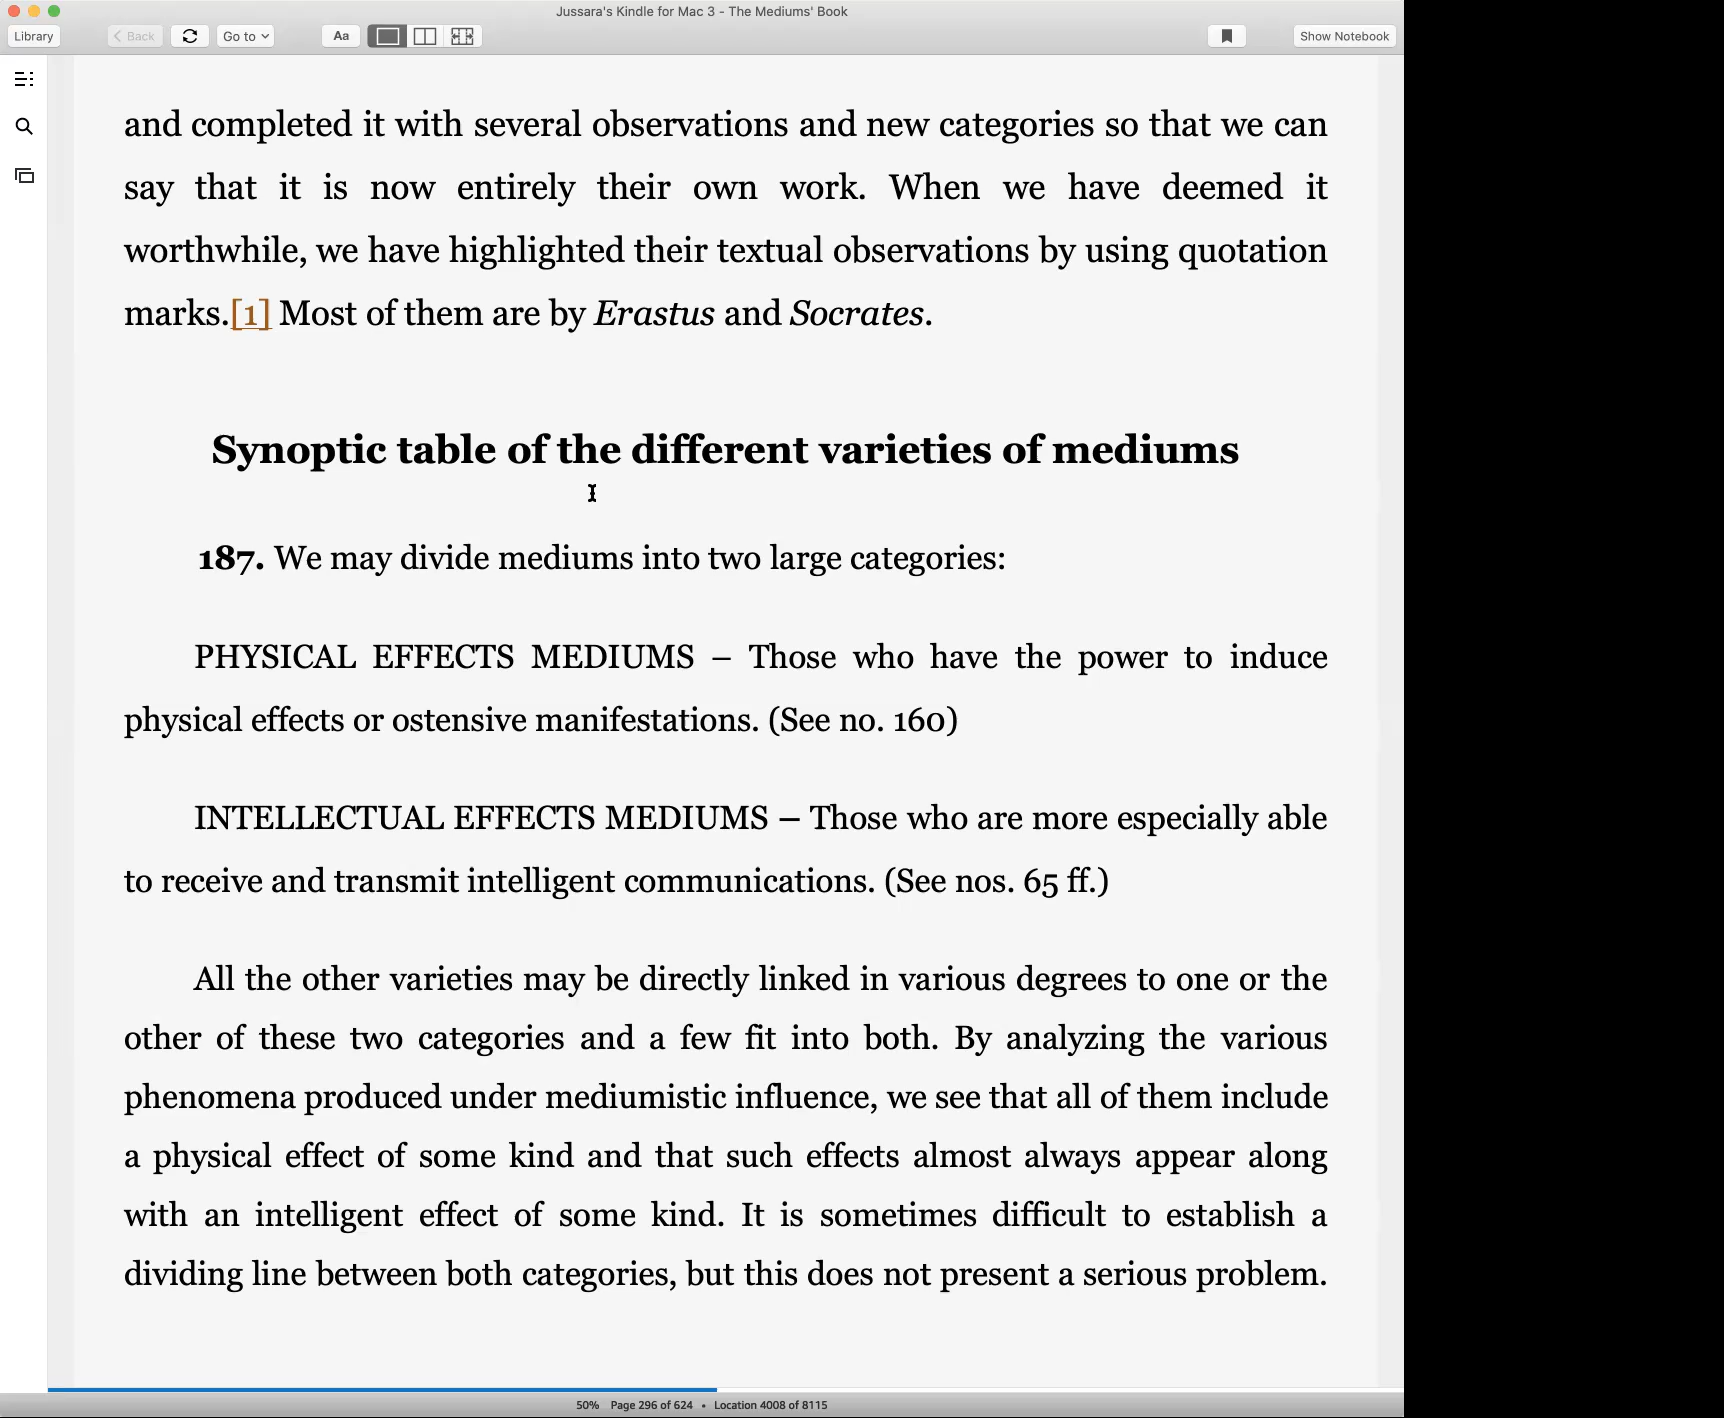 Jussara's Kindle for Mac 3 - The Mediums' Book
Library
Back
Go to
Aa
Show Notebook
and completed it with several observations and new categories so that we can
say that it is now entirely their own work. When we have deemed it
worthwhile, we have highlighted their textual observations by using quotation
marks.[1] Most of them are by Erastus and Socrates.
Synoptic table of the different varieties of mediums
187. We may divide mediums into two large categories:
PHYSICAL EFFECTS MEDIUMS – Those who have the power to induce
physical effects or ostensive manifestations. (See no. 160)
INTELLECTUAL EFFECTS MEDIUMS – Those who are more especially able
to receive and transmit intelligent communications. (See nos. 65 ff.)
All the other varieties may be directly linked in various degrees to one or the
other of these two categories and a few fit into both. By analyzing the various
phenomena produced under mediumistic influence, we see that all of them include
a physical effect of some kind and that such effects almost always appear along
with an intelligent effect of some kind. It is sometimes difficult to establish a
dividing line between both categories, but this does not present a serious problem.
50% Page 296 of 624 • Location 4008 of 8115